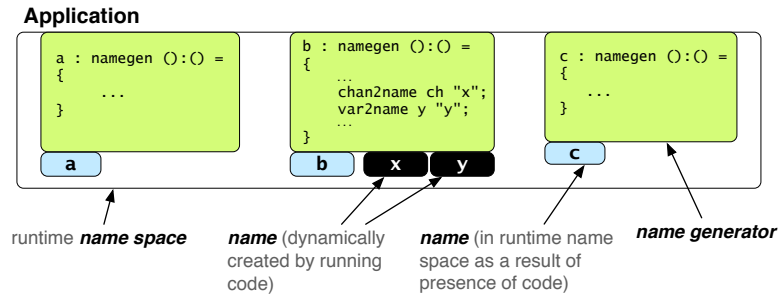 Application
a : namegen ():() =
{
...
}
a
b : namegen ():() =
{
...
chan2name ch "x";
var2name y "y";
...
}
b x y
c : namegen ():() =
{
...
}
c
runtime name space
name (dynamically
created by running
code)
name (in runtime name
space as a result of
presence of code)
name generator